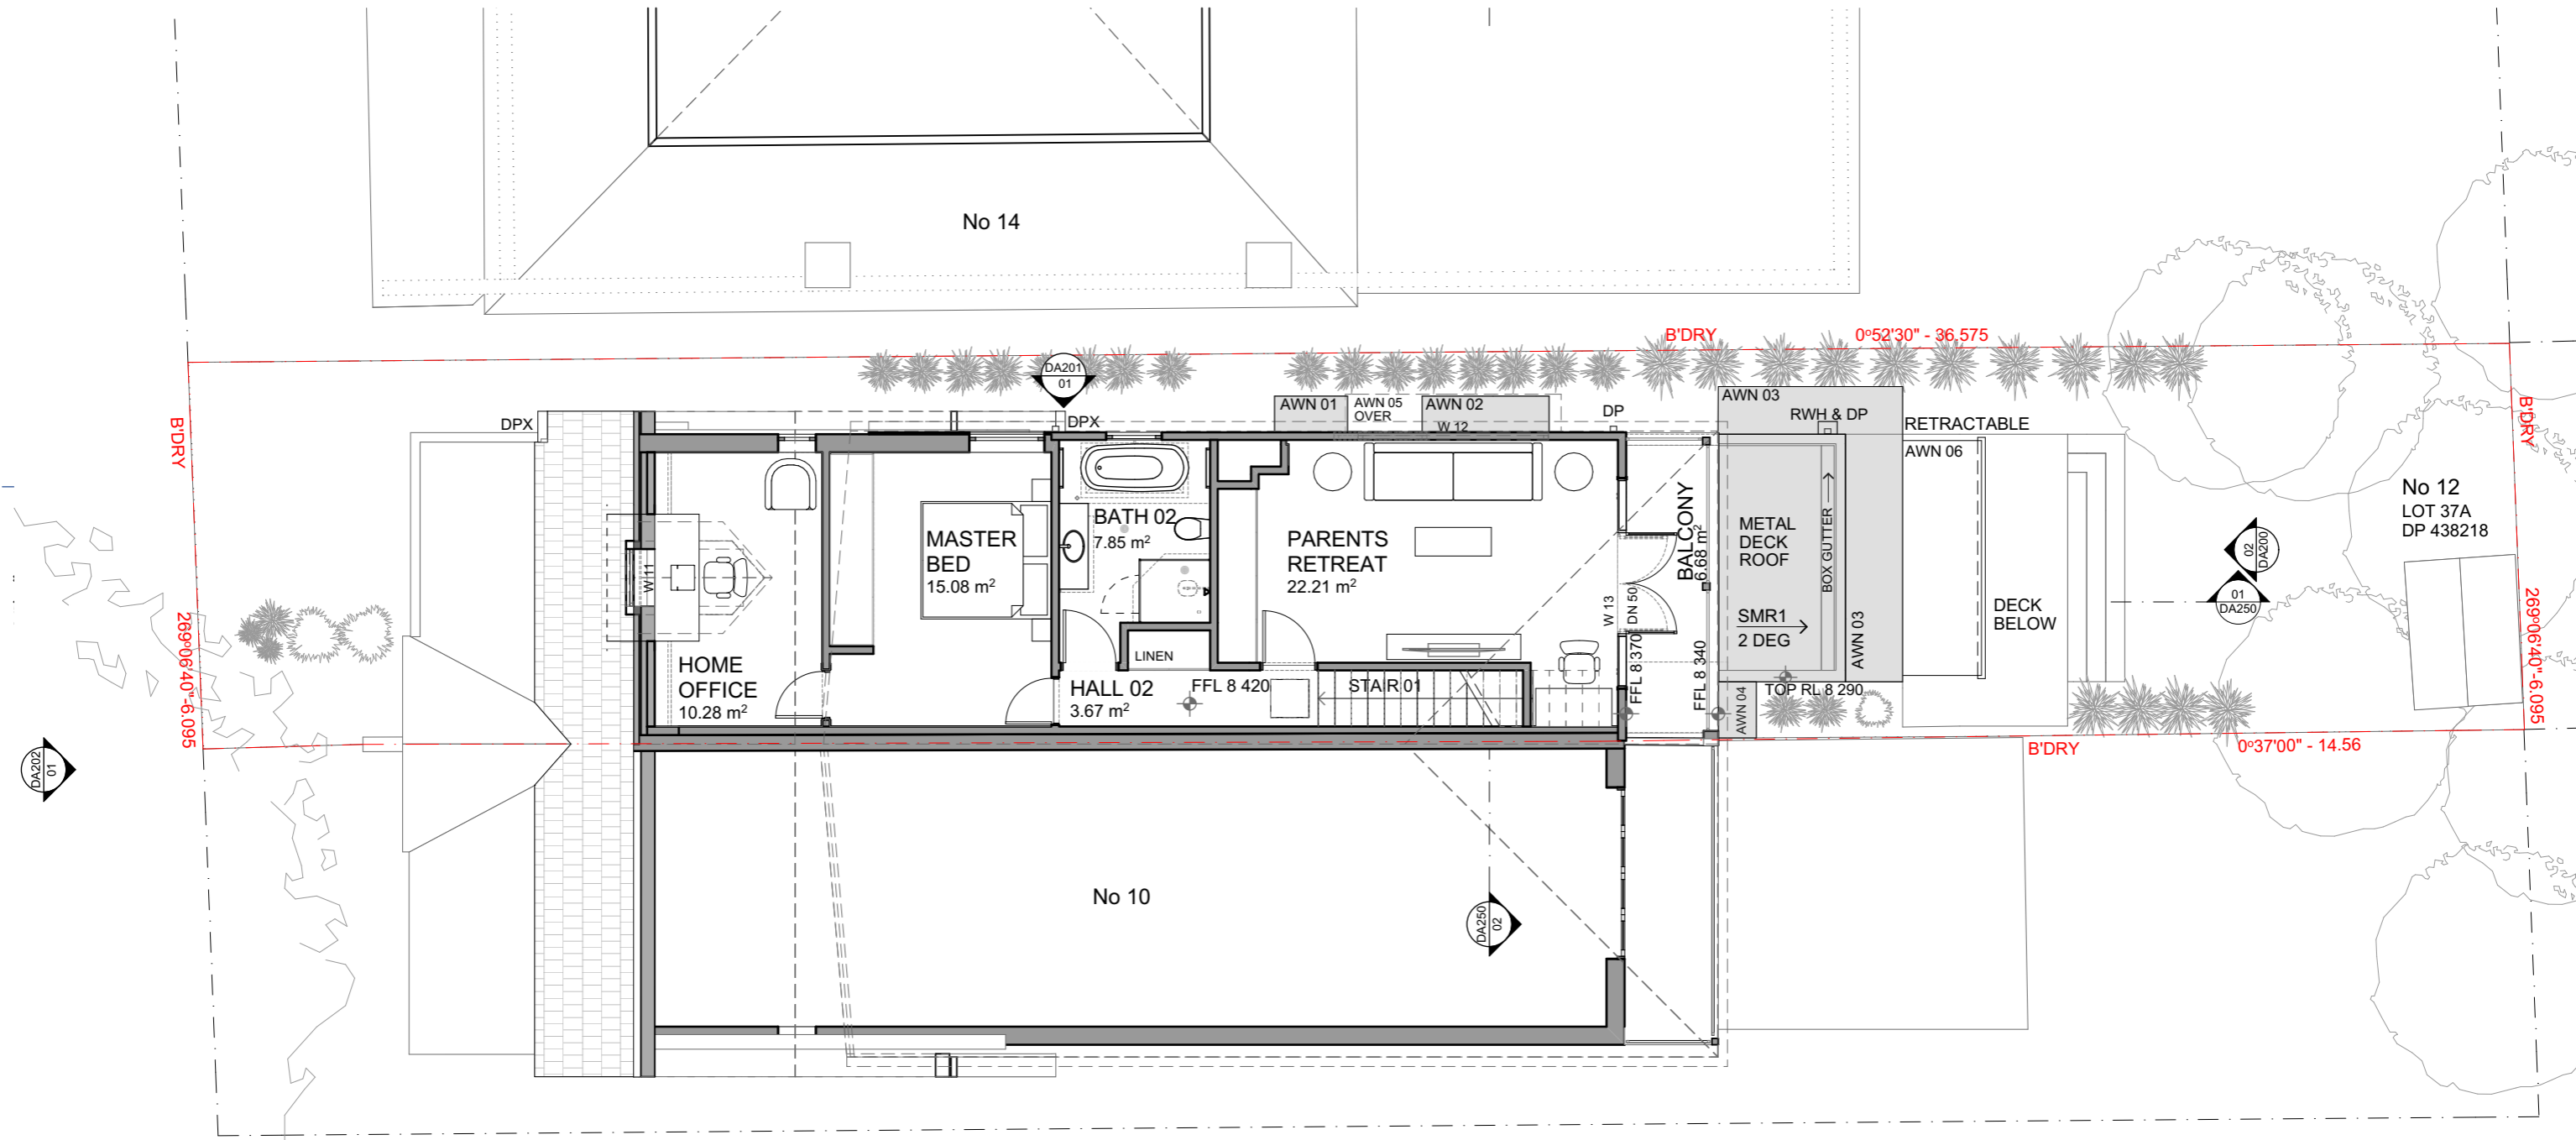 No 14
B'DRY
0°52'30" - 36.575
DA201
01
AWN 01
AWN 05
OVER
AWN 02
W 12
DP
AWN 03
RWH & DP
RETRACTABLE
AWN 06
DPX
DPX
B'DRY
B'DRY
No 12
LOT 37A
DP 438218
BATH 02
7.85 m²
MASTER
BED
15.08 m²
PARENTS
RETREAT
22.21 m²
BALCONY
6.68 m²
METAL
DECK
ROOF
BOX GUTTER
SMR1
2 DEG
AWN 03
DECK
BELOW
02
DA200
01
DA250
W 11
W 13
DN 50
269°06'40"-6.095
269°06'40"-6.095
HOME
OFFICE
10.28 m²
LINEN
HALL 02
3.67 m²
FFL 8 420
STAIR 01
FFL 8 370
FFL 8 340
TOP RL 8 290
AWN 04
B'DRY
0°37'00" - 14.56
DA202
01
No 10
DA250
02